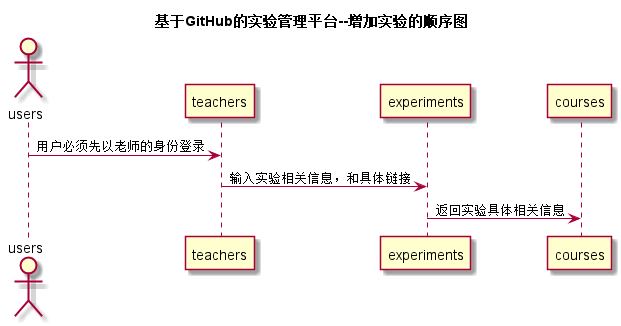 基于GitHub的实验管理平台--增加实验的顺序图
users
teachers
experiments
courses
用户必须先以老师的身份登录
输入实验相关信息，和具体链接
返回实验具体相关信息
users
teachers
experiments
courses